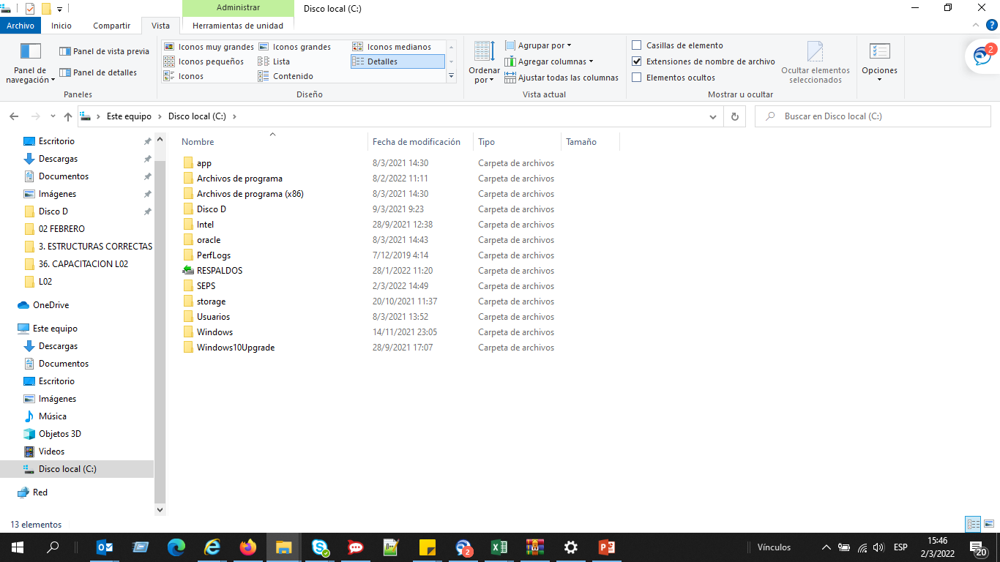 Administrar
Disco local (C:)
Archivo
Inicio
Compartir
Vista
Herramientas de unidad
Panel de navegación
Panel de vista previa
Panel de detalles
Paneles
Iconos muy grandes
Iconos grandes
Iconos medianos
Iconos pequeños
Lista
Detalles
Iconos
Contenido
Diseño
Ordenar por
Agrupar por
Agregar columnas
Ajustar todas las columnas
Vista actual
Casillas de elemento
Extensiones de nombre de archivo
Elementos ocultos
Ocultar elementos seleccionados
Mostrar u ocultar
Opciones
2
Este equipo > Disco local (C:) >
Buscar en Disco local (C:)
Escritorio
Descargas
Documentos
Imágenes
Disco D
02 FEBRERO
3. ESTRUCTURAS CORRECTAS
36. CAPACITACION L02
L02
OneDrive
Este equipo
Descargas
Documentos
Escritorio
Imágenes
Música
Objetos 3D
Videos
Disco local (C:)
Red
Nombre Fecha de modificación Tipo Tamaño
app 8/3/2021 14:30 Carpeta de archivos
Archivos de programa 8/2/2022 11:11 Carpeta de archivos
Archivos de programa (x86) 8/3/2021 14:30 Carpeta de archivos
Disco D 9/3/2021 9:23 Carpeta de archivos
Intel 28/9/2021 12:38 Carpeta de archivos
oracle 8/3/2021 14:43 Carpeta de archivos
PerfLogs 7/12/2019 4:14 Carpeta de archivos
RESPALDOS 28/1/2022 11:20 Carpeta de archivos
SEPS 2/3/2022 14:49 Carpeta de archivos
storage 20/10/2021 11:37 Carpeta de archivos
Usuarios 8/3/2021 13:52 Carpeta de archivos
Windows 14/11/2021 23:05 Carpeta de archivos
Windows10Upgrade 28/9/2021 17:07 Carpeta de archivos
13 elementos
2
Vínculos
ESP
15:46
2/3/2022
20